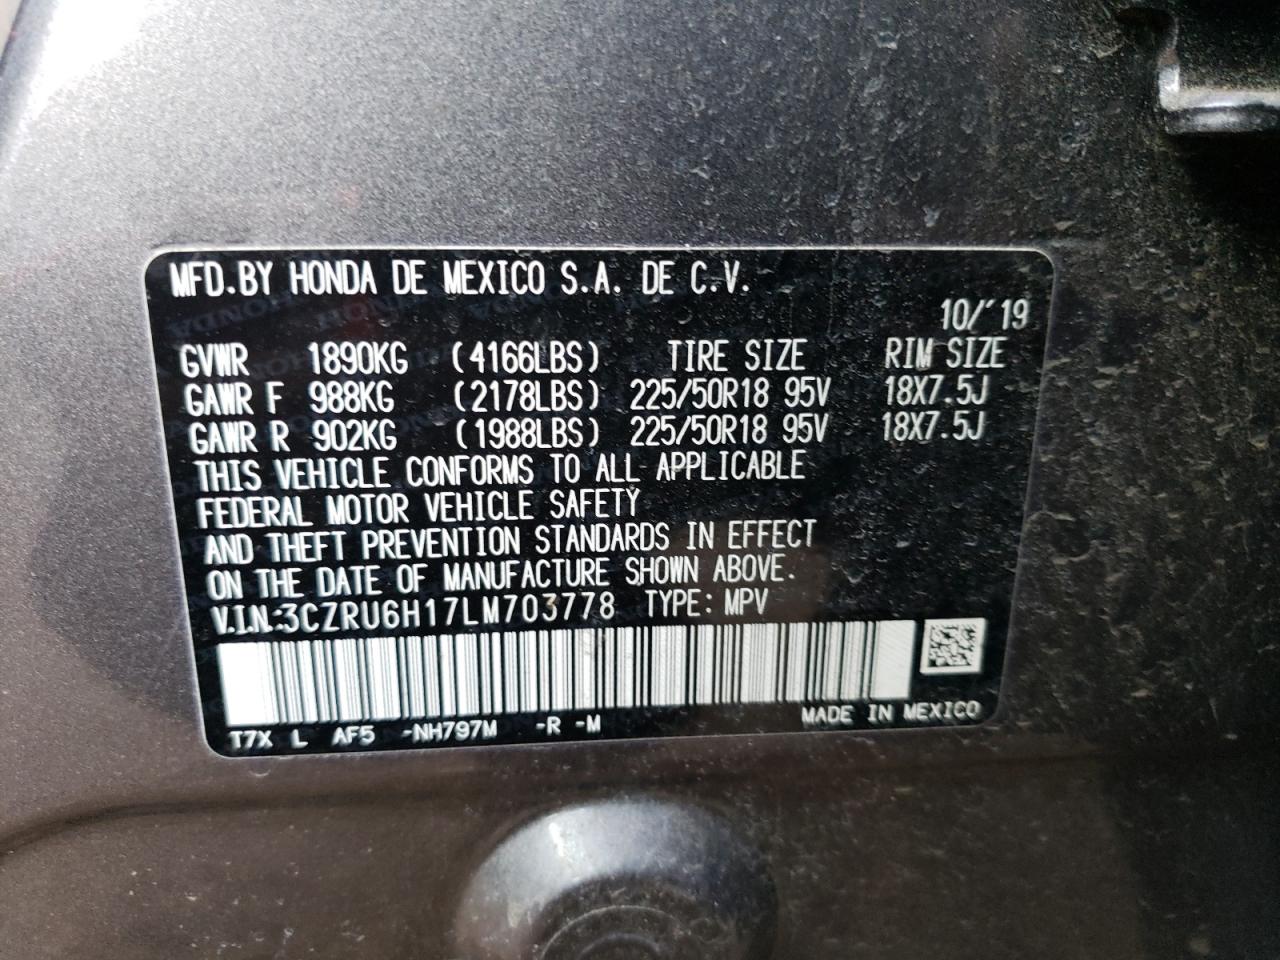 MFD.BY HONDA DE MEXICO S.A. DE C.V.
10/'19
GVWR 1890KG (4166LBS) TIRE SIZE RIM SIZE
GAWR F 988KG (2178LBS) 225/50R18 95V 18X7.5J
GAWR R 902KG (1988LBS) 225/50R18 95V 18X7.5J
THIS VEHICLE CONFORMS TO ALL APPLICABLE
FEDERAL MOTOR VEHICLE SAFETY
AND THEFT PREVENTION STANDARDS IN EFFECT
ON THE DATE OF MANUFACTURE SHOWN ABOVE.
V.I.N.:3CZRU6H17LM703778 TYPE: MPV
T7X L AF5 -NH797M -R -M MADE IN MEXICO